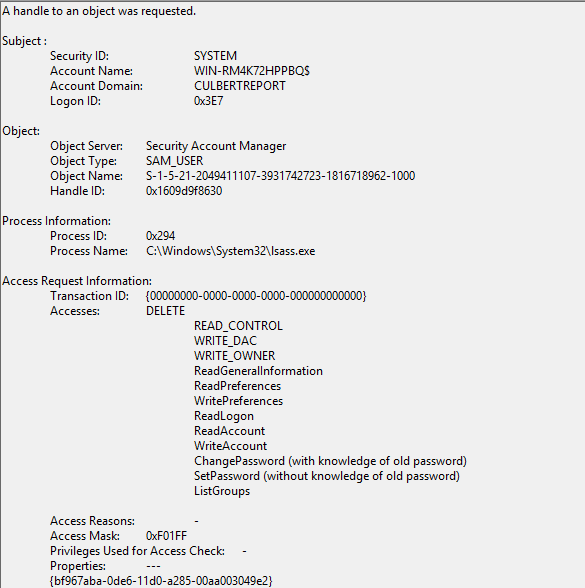 A handle to an object was requested.
Subject :
Security ID: SYSTEM
Account Name: WIN-RM4K72HPPBQ$
Account Domain: CULBERTREPORT
Logon ID: 0x3E7
Object:
Object Server: Security Account Manager
Object Type: SAM_USER
Object Name: S-1-5-21-2049411107-3931742723-1816718962-1000
Handle ID: 0x1609d9f8630
Process Information:
Process ID: 0x294
Process Name: C:\Windows\System32\lsass.exe
Access Request Information:
Transaction ID: {00000000-0000-0000-0000-000000000000}
Accesses: DELETE
READ_CONTROL
WRITE_DAC
WRITE_OWNER
ReadGeneralInformation
ReadPreferences
WritePreferences
ReadLogon
ReadAccount
WriteAccount
ChangePassword (with knowledge of old password)
SetPassword (without knowledge of old password)
ListGroups
Access Reasons: -
Access Mask: 0xF01FF
Privileges Used for Access Check: -
Properties: ---
{bf967aba-0de6-11d0-a285-00aa003049e2}